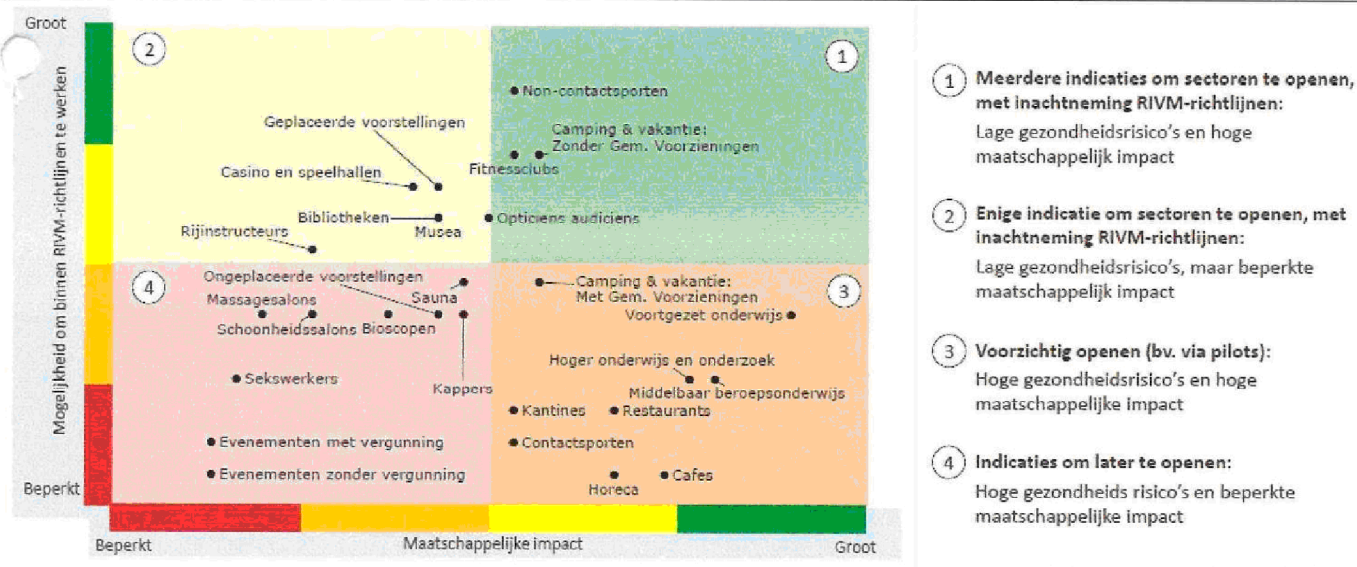 Groot
Mogelijkheid om binnen RIVM-richtlijnen te werken
Beperkt
2
1
Non-contactsporten
Geplaceerde voorstellingen
Camping & vakantie:
Zonder Gem. Voorzieningen
Fitnessclubs
Casino en speelhallen
Bibliotheken
Musea
Opticiens audiciens
Rijinstructeurs
4
3
Ongeplaceerde voorstellingen
Sauna
Camping & vakantie:
Met Gem. Voorzieningen
Massagesalons
Schoonheidssalons
Bioscopen
Voortgezet onderwijs
Kappers
Hoger onderwijs en onderzoek
Middelbaar beroepsonderwijs
Sekswerkers
Kantines
Restaurants
Evenementen met vergunning
Contactsporten
Evenementen zonder vergunning
Horeca
Cafes
Beperkt
Maatschappelijke impact
Groot
1 Meerdere indicaties om sectoren te openen,
met inachtneming RIVM-richtlijnen:
Lage gezondheidsrisico's en hoge
maatschappelijk impact
2 Enige indicatie om sectoren te openen, met
inachtneming RIVM-richtlijnen:
Lage gezondheidsrisico's, maar beperkte
maatschappelijk impact
3 Voorzichtig openen (bv. via pilots):
Hoge gezondheidsrisico's en hoge
maatschappelijke impact
4 Indicaties om later te openen:
Hoge gezondheids risico's en beperkte
maatschappelijke impact